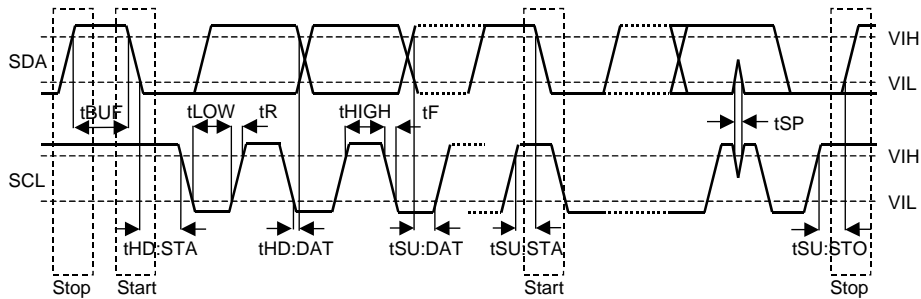 VIH
SDA
VIL
tBUF
tLOW
tR
tHIGH
tF
tSP
VIH
SCL
VIL
tHD:STA
tHD:DAT
tSU:DAT
tSU:STA
tSU:STO
Stop
Start
Start
Stop